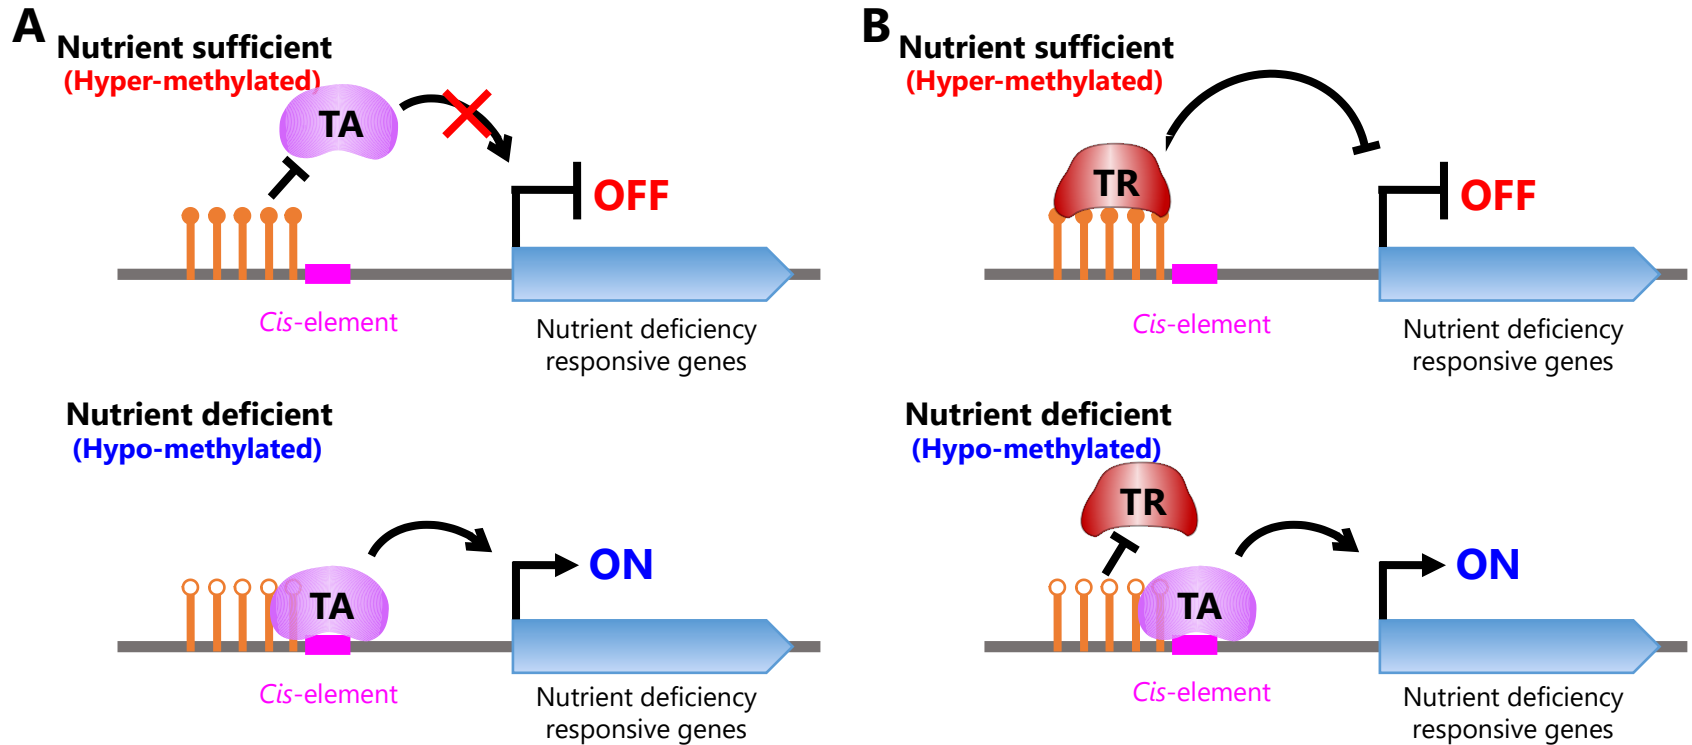 A
Nutrient sufficient
(Hyper-methylated)
TA
OFF
Cis-element
Nutrient deficiency
responsive genes
Nutrient deficient
(Hypo-methylated)
ON
TA
Cis-element
Nutrient deficiency
responsive genes
B
Nutrient sufficient
(Hyper-methylated)
TR
OFF
Cis-element
Nutrient deficiency
responsive genes
Nutrient deficient
(Hypo-methylated)
TR
ON
TA
Cis-element
Nutrient deficiency
responsive genes